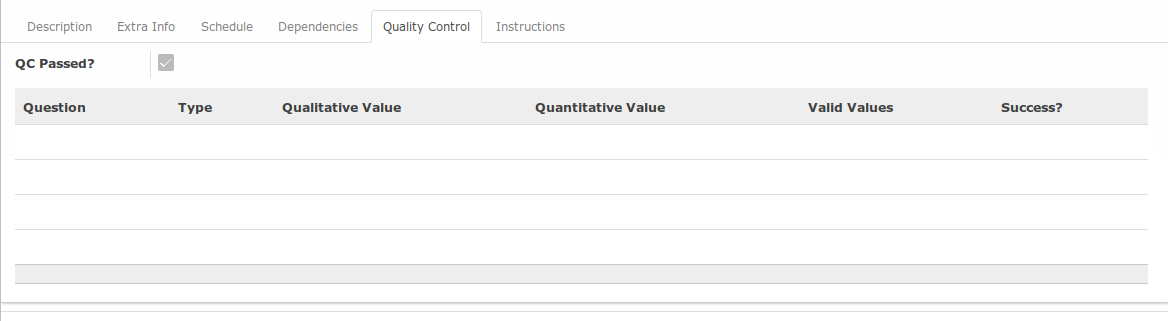 Description Extra Info Schedule Dependencies Quality Control Instructions
QC Passed?
Question Type Qualitative Value Quantitative Value Valid Values Success?